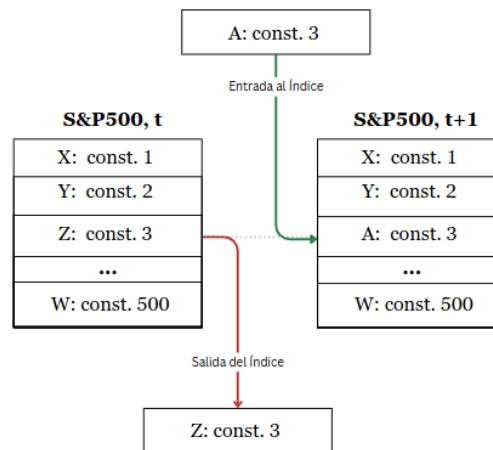 A: const. 3
Entrada al Índice
S&P500, t
S&P500, t+1
X: const. 1
X: const. 1
Y: const. 2
Y: const. 2
Z: const. 3
A: const. 3
...
...
W: const. 500
W: const. 500
Salida del Índice
Z: const. 3